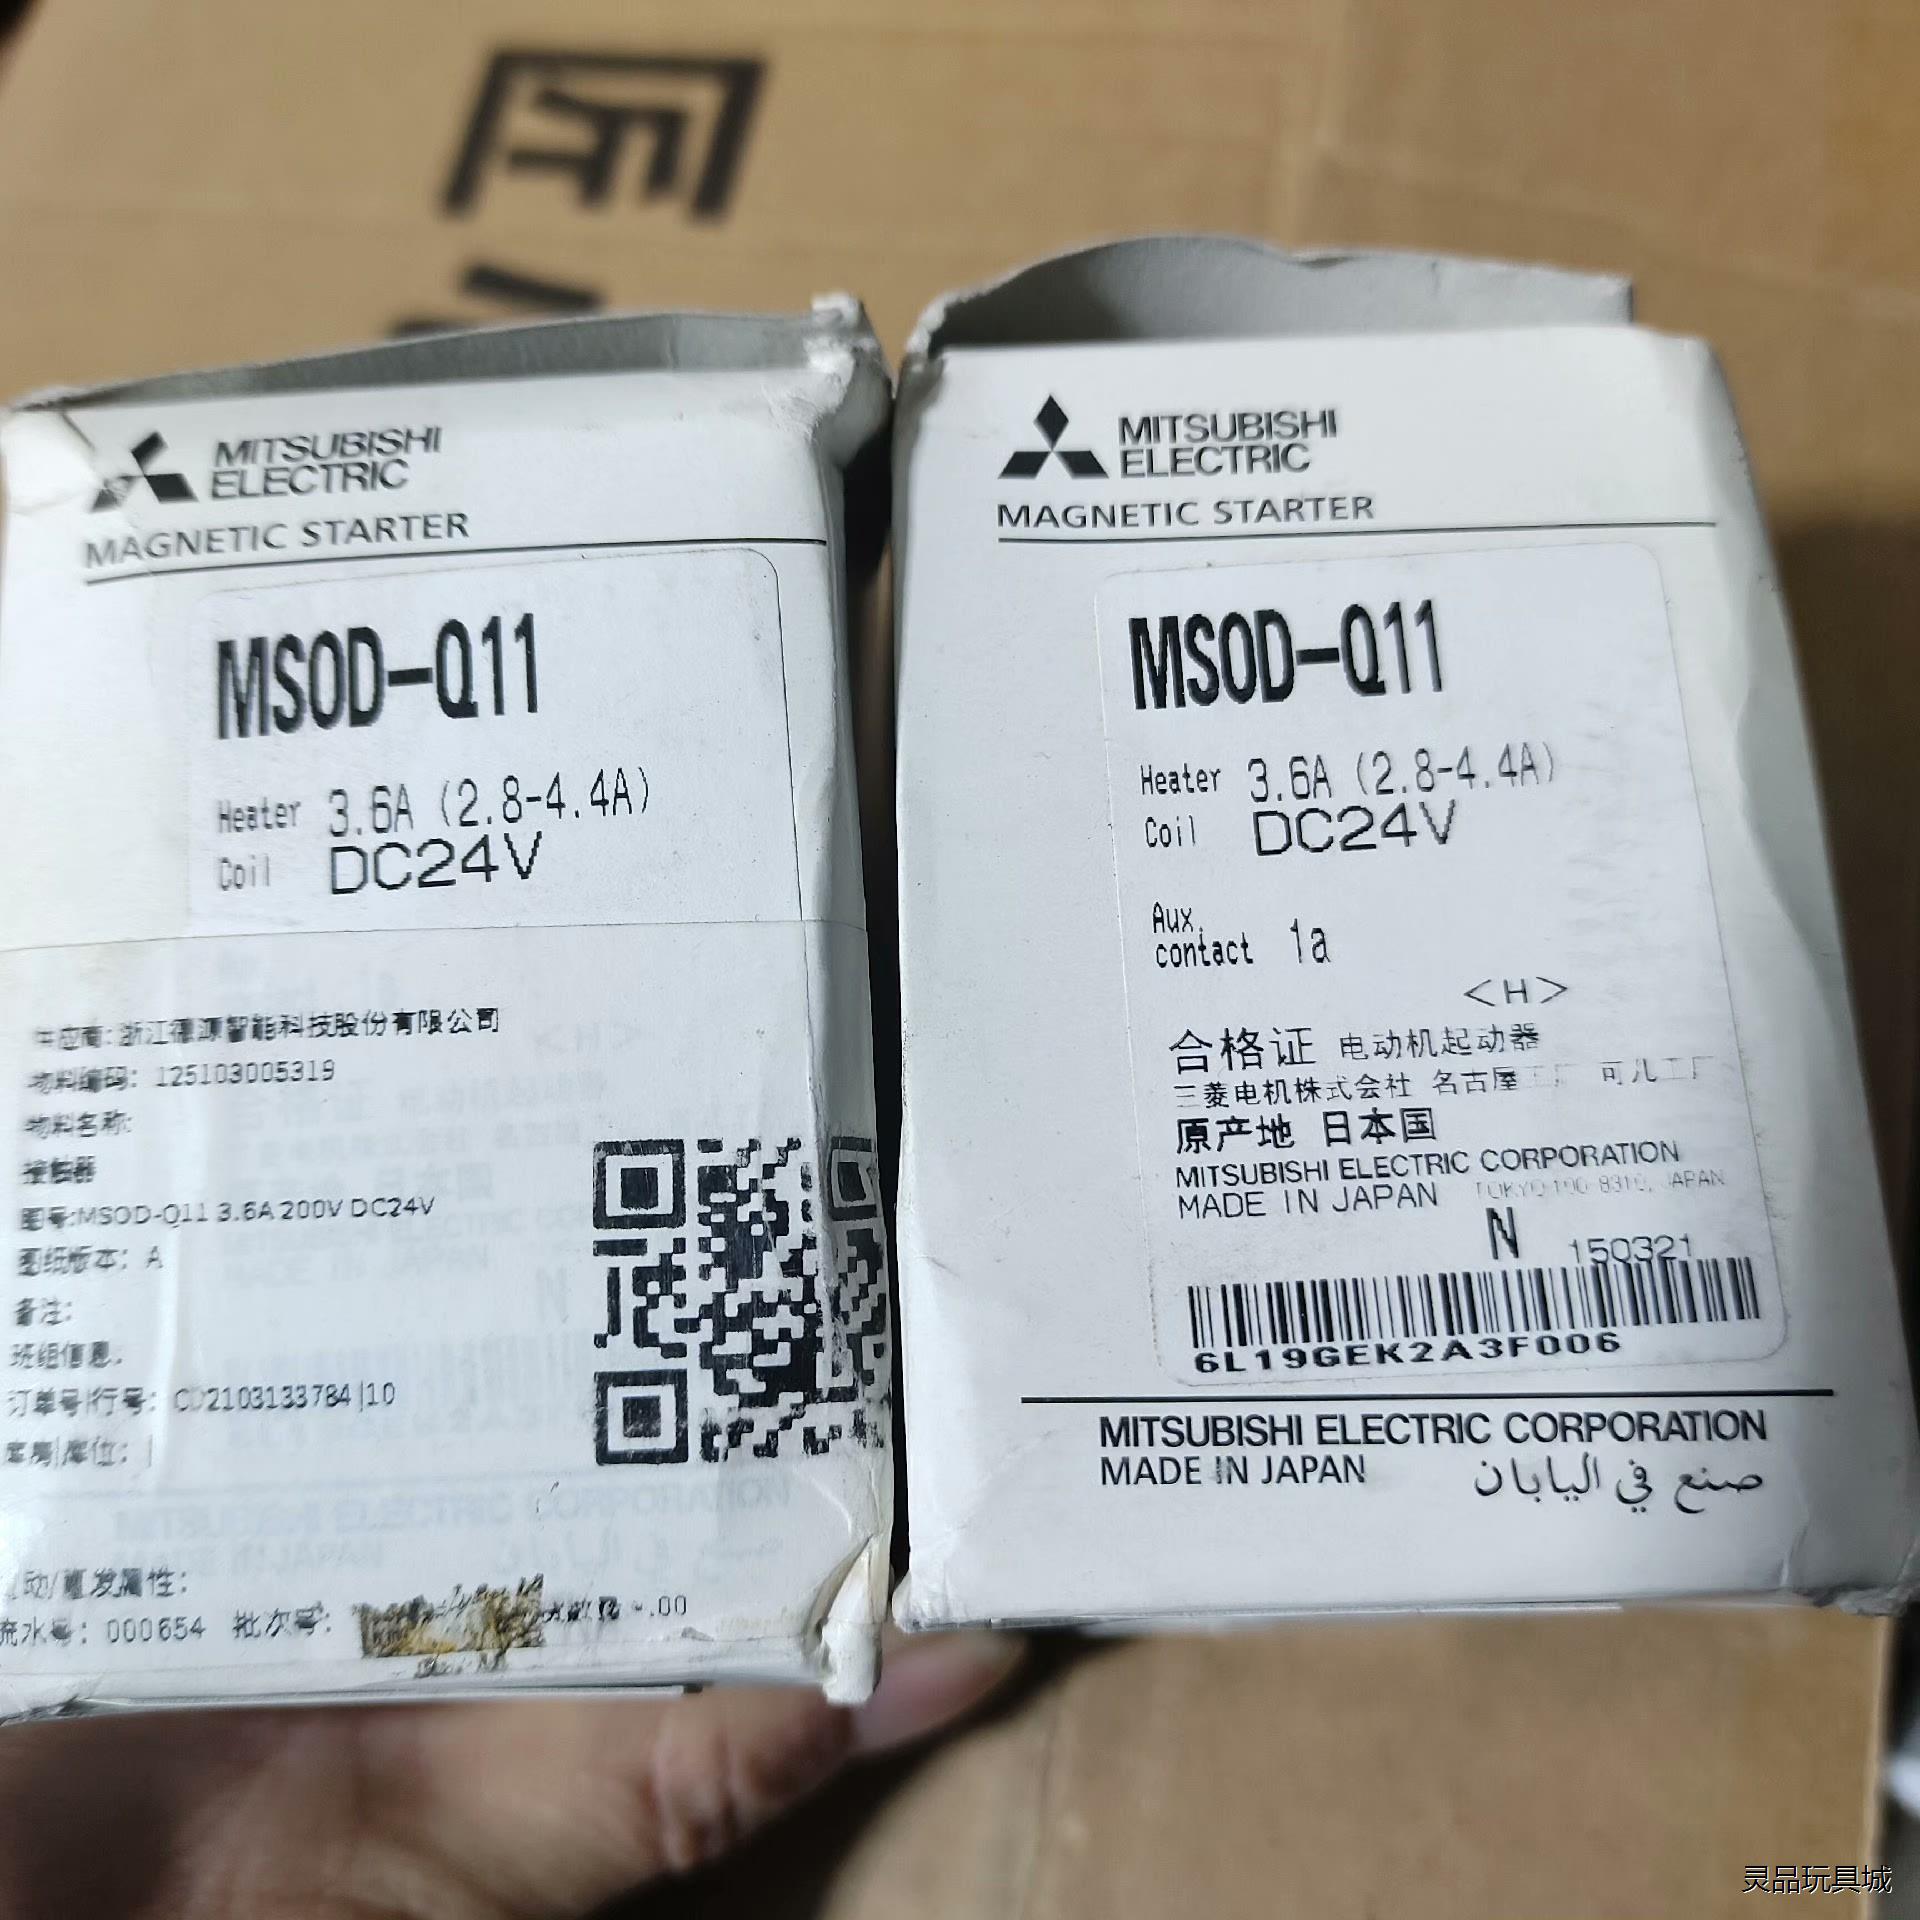 MITSUBISHI
ELECTRIC
MAGNETIC STARTER
MSOD-Q11
Heater 3.6A (2.8-4.4A)
Coil DC24V
供应商: 浙江德源智能科技股份有限公司
物料编码: 125103005319
物料名称:
接触器
图号:MSOD-Q11 3.6A 200V DC24V
图纸版本: A
备注:
班组信息:
订单号|行号: CD2103133784|10
库房|库位: |
流水号: 000654 批次号:
.00
MITSUBISHI
ELECTRIC
MAGNETIC STARTER
MSOD-Q11
Heater 3.6A (2.8-4.4A)
Coil DC24V
Aux.
contact 1a
<H>
合格证 电动机起动器
三菱电机株式会社 名古屋工厂 可儿工厂
原产地 日本国
MITSUBISHI ELECTRIC CORPORATION
MADE IN JAPAN TOKYO 100-8310, JAPAN
N 150321
6L19GEK2A3F006
MITSUBISHI ELECTRIC CORPORATION
MADE IN JAPAN صنع في اليابان
灵品玩具城